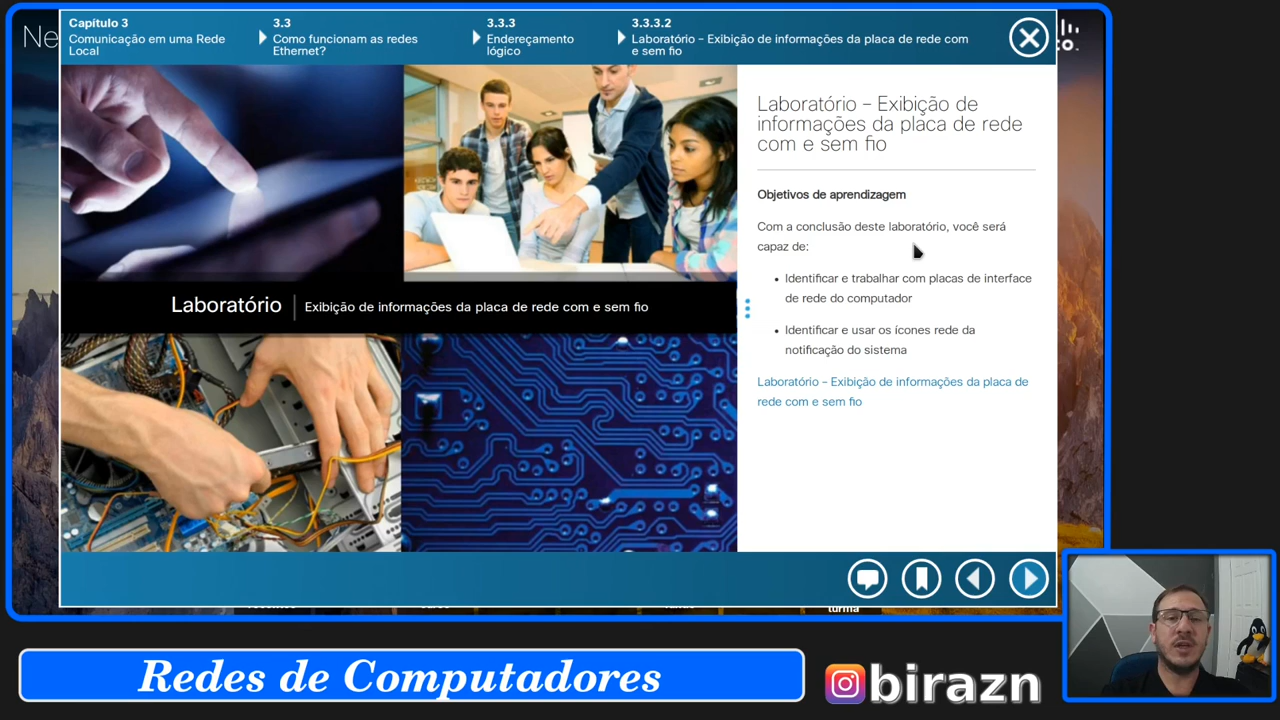 Ne
Capítulo 3
Comunicação em uma Rede
Local
3.3
Como funcionam as redes
Ethernet?
3.3.3
Endereçamento
lógico
3.3.3.2
Laboratório – Exibição de informações da placa de rede com
e sem fio
Laboratório – Exibição de
informações da placa de rede
com e sem fio
Objetivos de aprendizagem
Com a conclusão deste laboratório, você será
capaz de:
• Identificar e trabalhar com placas de interface
de rede do computador
• Identificar e usar os ícones rede da
notificação do sistema
Laboratório – Exibição de informações da placa de
rede com e sem fio
Laboratório | Exibição de informações da placa de rede com e sem fio
turma
Redes de Computadores
birazn